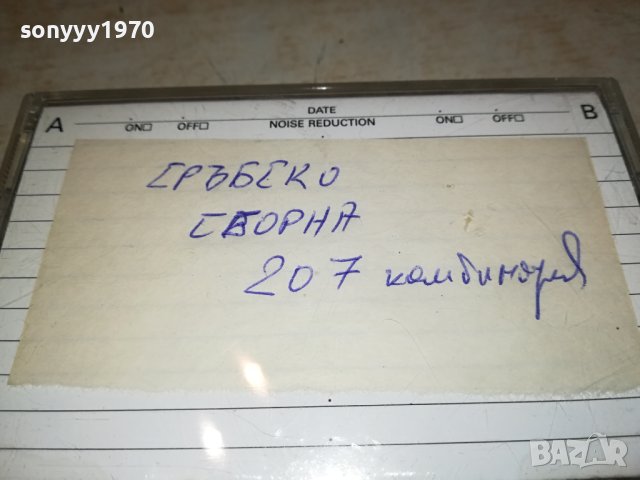 sonyyy1970
A DATE B
ON OFF NOISE REDUCTION ON OFF
СРЪБСКО
СБОРНА
207 комбинация
BAZAR